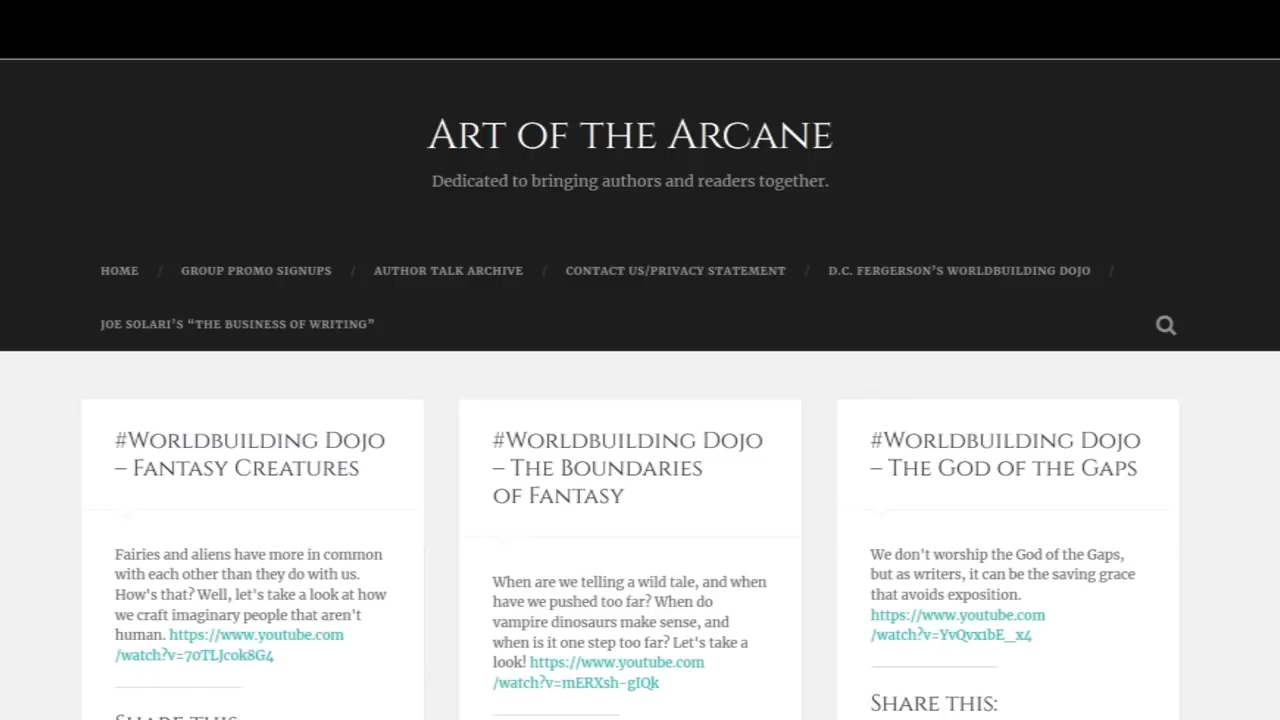 Art of the Arcane
Dedicated to bringing authors and readers together.
HOME / GROUP PROMO SIGNUPS / AUTHOR TALK ARCHIVE / CONTACT US/PRIVACY STATEMENT / D.C. FERGERSON’S WORLDBUILDING DOJO /
JOE SOLARI’S “THE BUSINESS OF WRITING”
#Worldbuilding Dojo
– Fantasy Creatures
Fairies and aliens have more in common
with each other than they do with us.
How's that? Well, let's take a look at how
we craft imaginary people that aren't
human. https://www.youtube.com
/watch?v=70TLJcok8G4
Share this:
#Worldbuilding Dojo
– The Boundaries
of Fantasy
When are we telling a wild tale, and when
have we pushed too far? When do
vampire dinosaurs make sense, and
when is it one step too far? Let's take a
look! https://www.youtube.com
/watch?v=mERXsh-gIQk
#Worldbuilding Dojo
– The God of the Gaps
We don't worship the God of the Gaps,
but as writers, it can be the saving grace
that avoids exposition.
https://www.youtube.com
/watch?v=YvQvx1bE_x4
Share this: